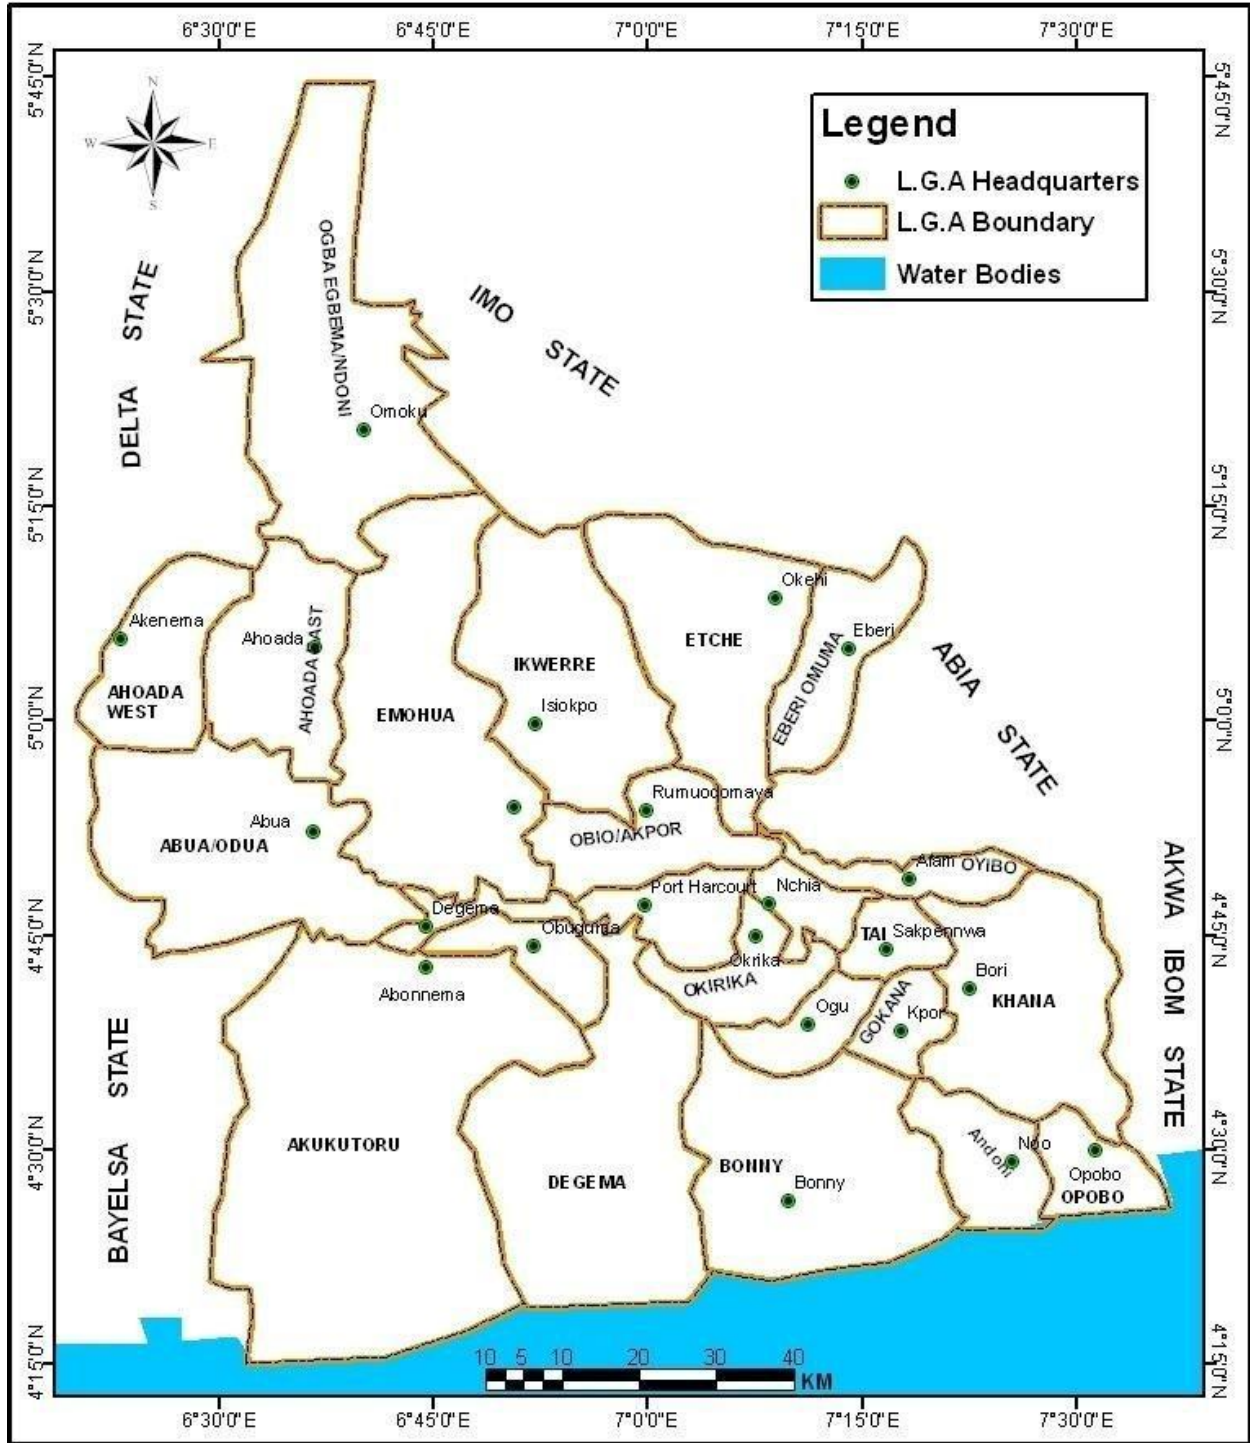 6°30'0"E 6°45'0"E 7°0'0"E 7°15'0"E 7°30'0"E
5°45'0"N
5°30'0"N
5°15'0"N
5°0'0"N
4°45'0"N
4°30'0"N
4°15'0"N
N
W E
S
Legend
L.G.A Headquarters
L.G.A Boundary
Water Bodies
DELTA STATE
OGBA EGBEMA/NDONI
IMO STATE
Omoku
Okehi
Akenema
Ahoada
AHOADA EAST
Eberi
ETCHE
IKWERRE
EBERI OMUMA
ABIA STATE
AHOADA
WEST
EMOHUA
Isiokpo
Rumuodomaya
Abua
ABUA/ODUA
OBIO/AKPOR
Afam OYIBO
Port Harcourt
Nchia
Degema
Obuguma
TAI
Sakpennwa
AKWA IBOM STATE
Okrika
OKIRIKA
Abonnema
Bori
KHANA
Ogu
GOKANA
Kpor
BAYELSA STATE
AKUKUTORU
DEGEMA
BONNY
Bonny
Andoni
Ngo
Opobo
OPOBO
10 5 10 20 30 40
KM
5°45'0"N
5°30'0"N
5°15'0"N
5°0'0"N
4°45'0"N
4°30'0"N
4°15'0"N
6°30'0"E 6°45'0"E 7°0'0"E 7°15'0"E 7°30'0"E